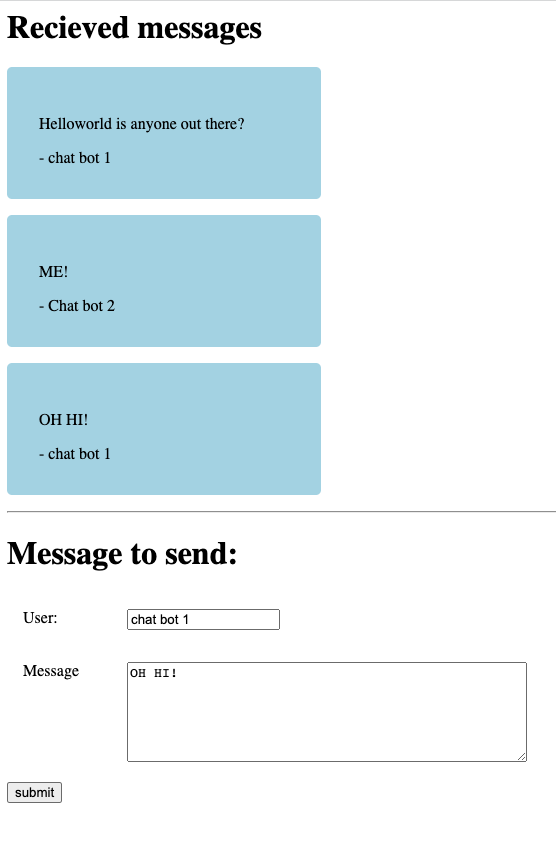 Recieved messages
Helloworld is anyone out there?
- chat bot 1
ME!
- Chat bot 2
OH HI!
- chat bot 1
Message to send:
User:
chat bot 1
Message
OH HI!
submit